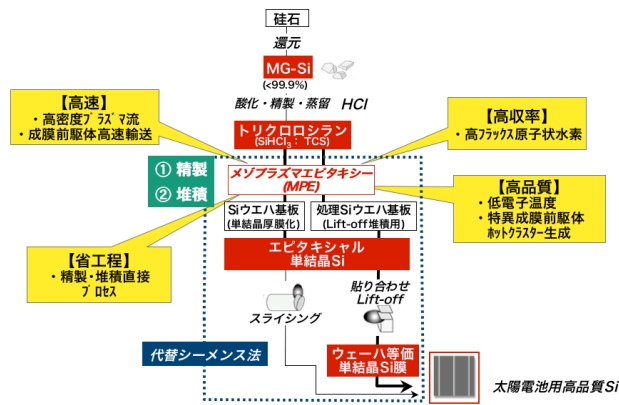 硅石
還元
MG-Si
(<99.9%)
酸化・精製・蒸留 HCl
【高速】
・高密度プラズマ流
・成膜前駆体高速輸送
【高収率】
・高フラックス原子状水素
トリクロロシラン
(SiHCl3: TCS)
① 精製
② 堆積
メゾプラズマエピタキシー
(MPE)
【高品質】
・低電子温度
・特異成膜前駆体
ホットクラスター生成
Siウエハ基板
(単結晶厚膜化)
処理Siウエハ基板
(Lift-off堆積用)
エピタキシャル
単結晶Si
【省工程】
・精製・堆積直接
プロセス
貼り合わせ
Lift-off
スライシング
代替シーメンス法
ウェーハ等価
単結晶Si膜
太陽電池用高品質Si